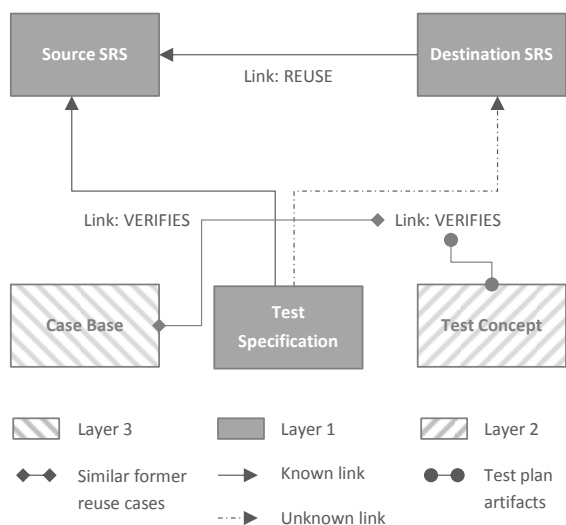 Source SRS
Destination SRS
Link: REUSE
Link: VERIFIES
Link: VERIFIES
Case Base
Test
Specification
Test Concept
Layer 3
Layer 1
Layer 2
Similar former
reuse cases
Known link
Unknown link
Test plan
artifacts